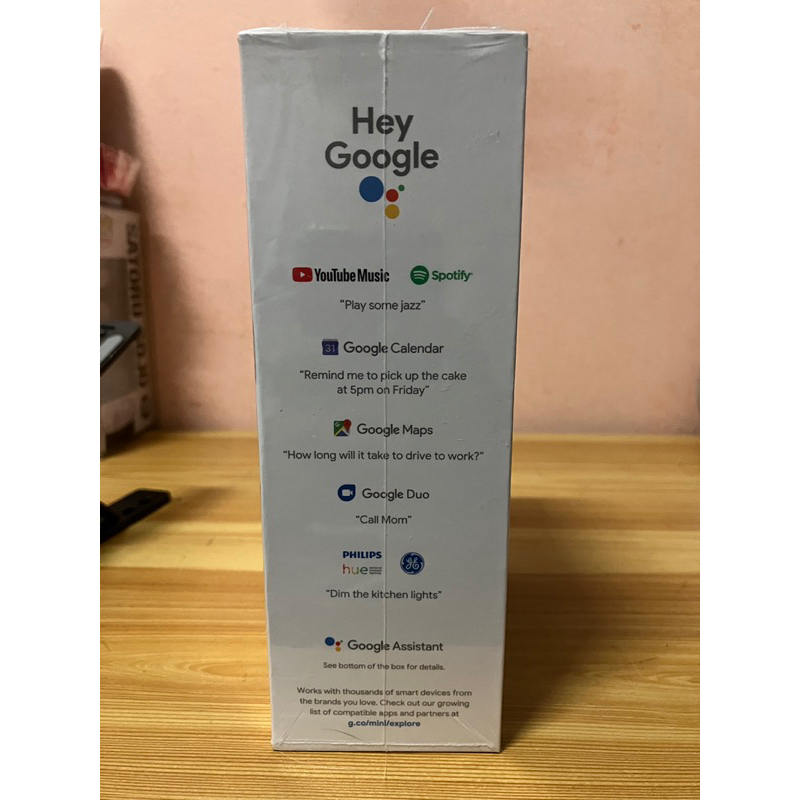 Hey
Google
YouTube Music Spotify
"Play some jazz"
31 Google Calendar
"Remind me to pick up the cake
at 5pm on Friday"
Google Maps
"How long will it take to drive to work?"
Google Duo
"Call Mom"
PHILIPS
hue GE
"Dim the kitchen lights"
Google Assistant
See bottom of the box for details.
Works with thousands of smart devices from
the brands you love. Check out our growing
list of compatible apps and partners at
g.co/mini/explore
SATORU